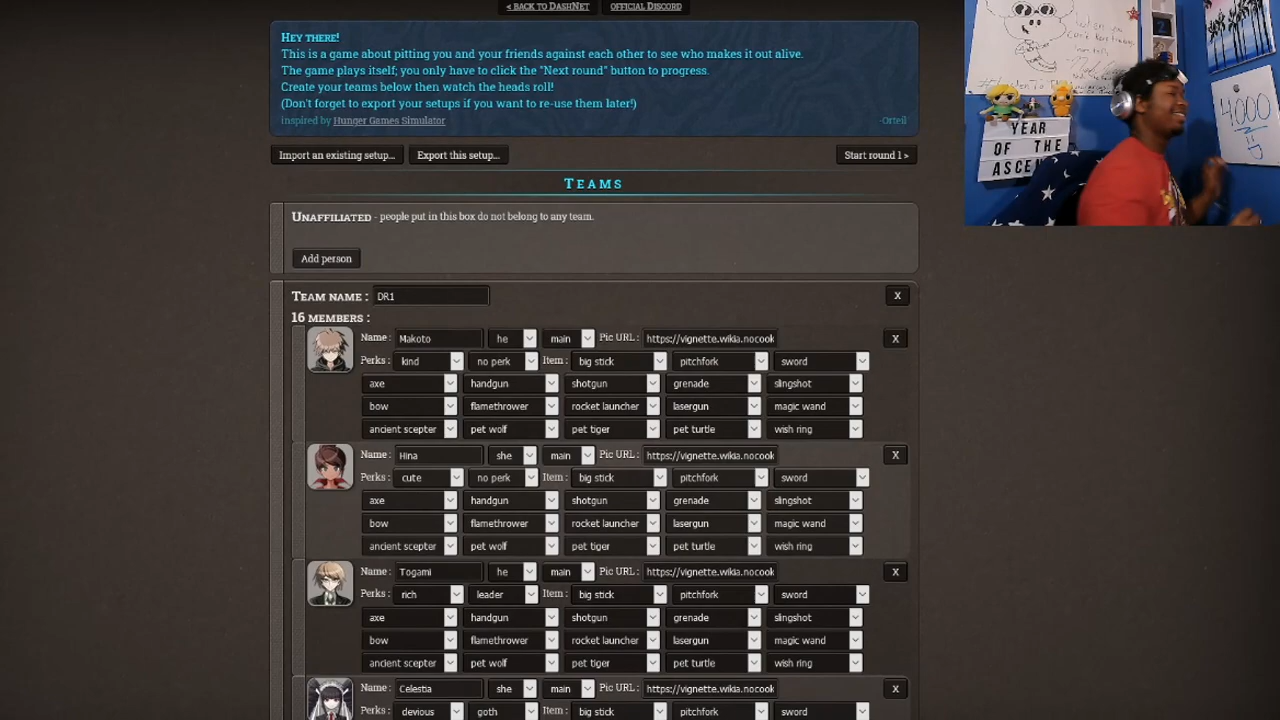 < BACK TO DASHNET OFFICIAL DISCORD
HEY THERE!
This is a game about pitting you and your friends against each other to see who makes it out alive.
The game plays itself; you only have to click the "Next round" button to progress.
Create your teams below then watch the heads roll!
(Don't forget to export your setups if you want to re-use them later!)
inspired by Hunger Games Simulator -Orteil
Import an existing setup... Export this setup... Start round 1 >
TEAMS
UNAFFILIATED - people put in this box do not belong to any team.
Add person
TEAM NAME : DR1 X
16 MEMBERS :
Name : Makoto he main Pic URL : https://vignette.wikia.nocook X
Perks : kind no perk Item : big stick pitchfork sword
axe handgun shotgun grenade slingshot
bow flamethrower rocket launcher lasergun magic wand
ancient scepter pet wolf pet tiger pet turtle wish ring
Name : Hina she main Pic URL : https://vignette.wikia.nocook X
Perks : cute no perk Item : big stick pitchfork sword
axe handgun shotgun grenade slingshot
bow flamethrower rocket launcher lasergun magic wand
ancient scepter pet wolf pet tiger pet turtle wish ring
Name : Togami he main Pic URL : https://vignette.wikia.nocook X
Perks : rich leader Item : big stick pitchfork sword
axe handgun shotgun grenade slingshot
bow flamethrower rocket launcher lasergun magic wand
ancient scepter pet wolf pet tiger pet turtle wish ring
Name : Celestia she main Pic URL : https://vignette.wikia.nocook X
Perks : devious goth Item : big stick pitchfork sword
YEAR
OF THE
ASCEN
4,000